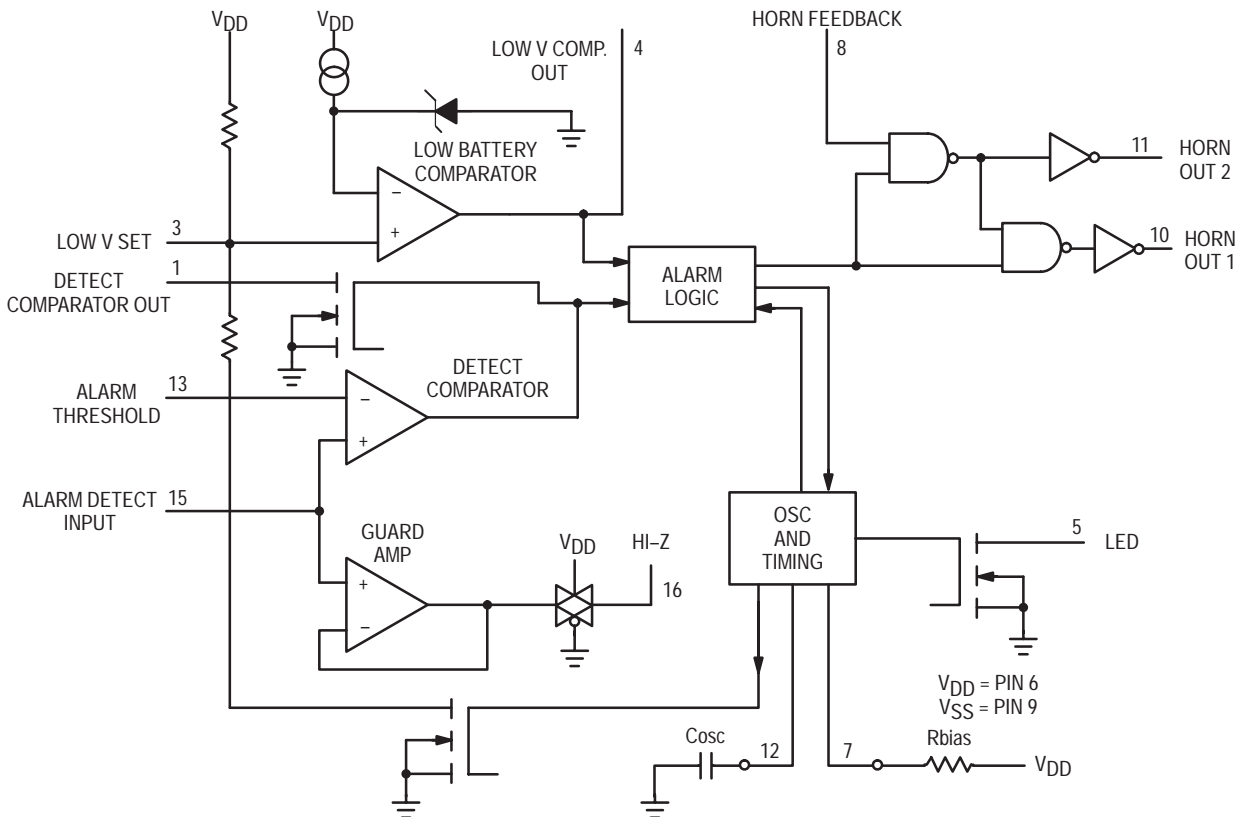 VDD
VDD
LOW V COMP.
OUT
4
HORN FEEDBACK
8
LOW BATTERY
COMPARATOR
–
+
11
HORN
OUT 2
LOW V SET
3
10
HORN
OUT 1
1
DETECT
COMPARATOR OUT
ALARM
LOGIC
DETECT
COMPARATOR
ALARM
THRESHOLD
13
–
+
ALARM DETECT
INPUT
15
GUARD
AMP
+
–
VDD
HI–Z
16
OSC
AND
TIMING
5
LED
VDD = PIN 6
VSS = PIN 9
Cosc
12
7
Rbias
VDD